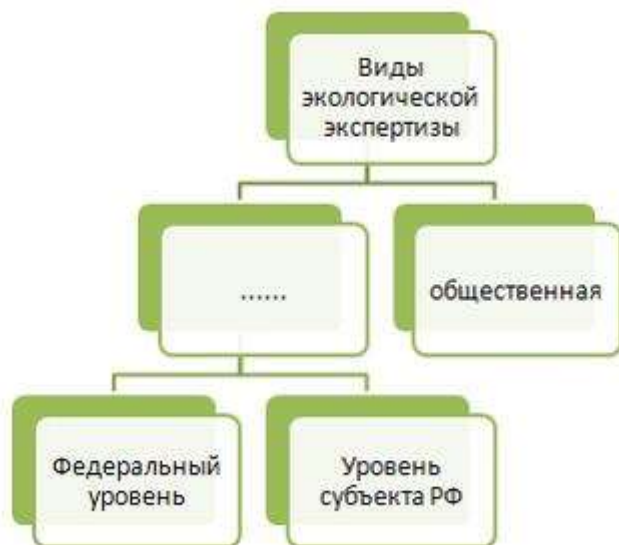 Виды
экологической
экспертизы
......
общественная
Федеральный
уровень
Уровень
субъекта РФ